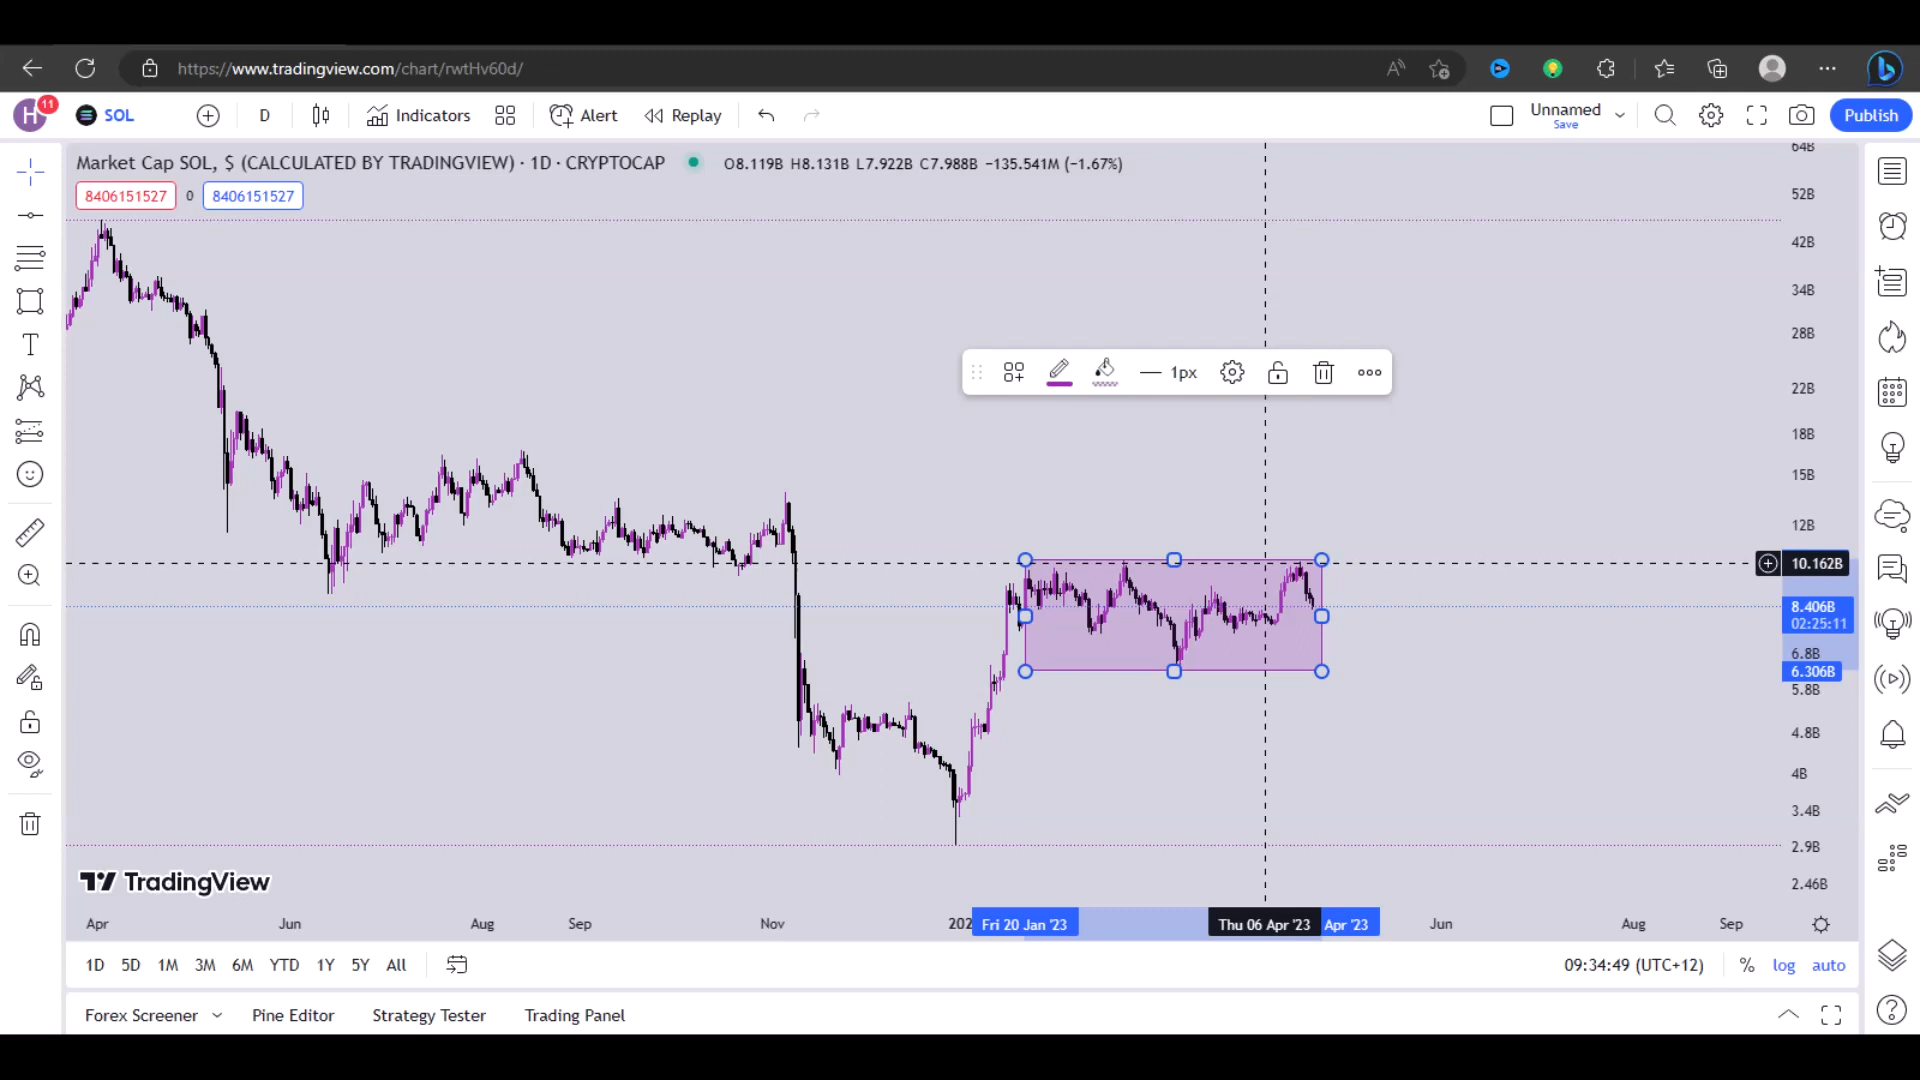 https://www.tradingview.com/chart/rwtHv60d/
H 11 SOL D Indicators Alert Replay Unnamed Save Publish
Market Cap SOL, $ (CALCULATED BY TRADINGVIEW) · 1D · CRYPTOCAP O8.119B H8.131B L7.922B C7.988B −135.541M (−1.67%)
8406151527 0 8406151527
64B
52B
42B
34B
28B
1px
22B
18B
15B
12B
10.162B
8.406B
02:25:11
6.8B
6.306B
5.8B
4.8B
4B
3.4B
2.9B
TradingView
2.46B
Apr Jun Aug Sep Nov 202 Fri 20 Jan '23 Thu 06 Apr '23 Apr '23 Jun Aug Sep
1D 5D 1M 3M 6M YTD 1Y 5Y All 09:34:49 (UTC+12) % log auto
Forex Screener Pine Editor Strategy Tester Trading Panel